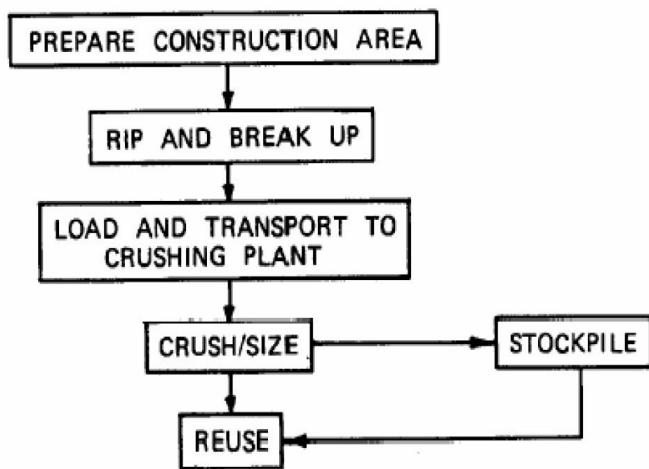 PREPARE CONSTRUCTION AREA
RIP AND BREAK UP
LOAD AND TRANSPORT TO
CRUSHING PLANT
CRUSH/SIZE
STOCKPILE
REUSE